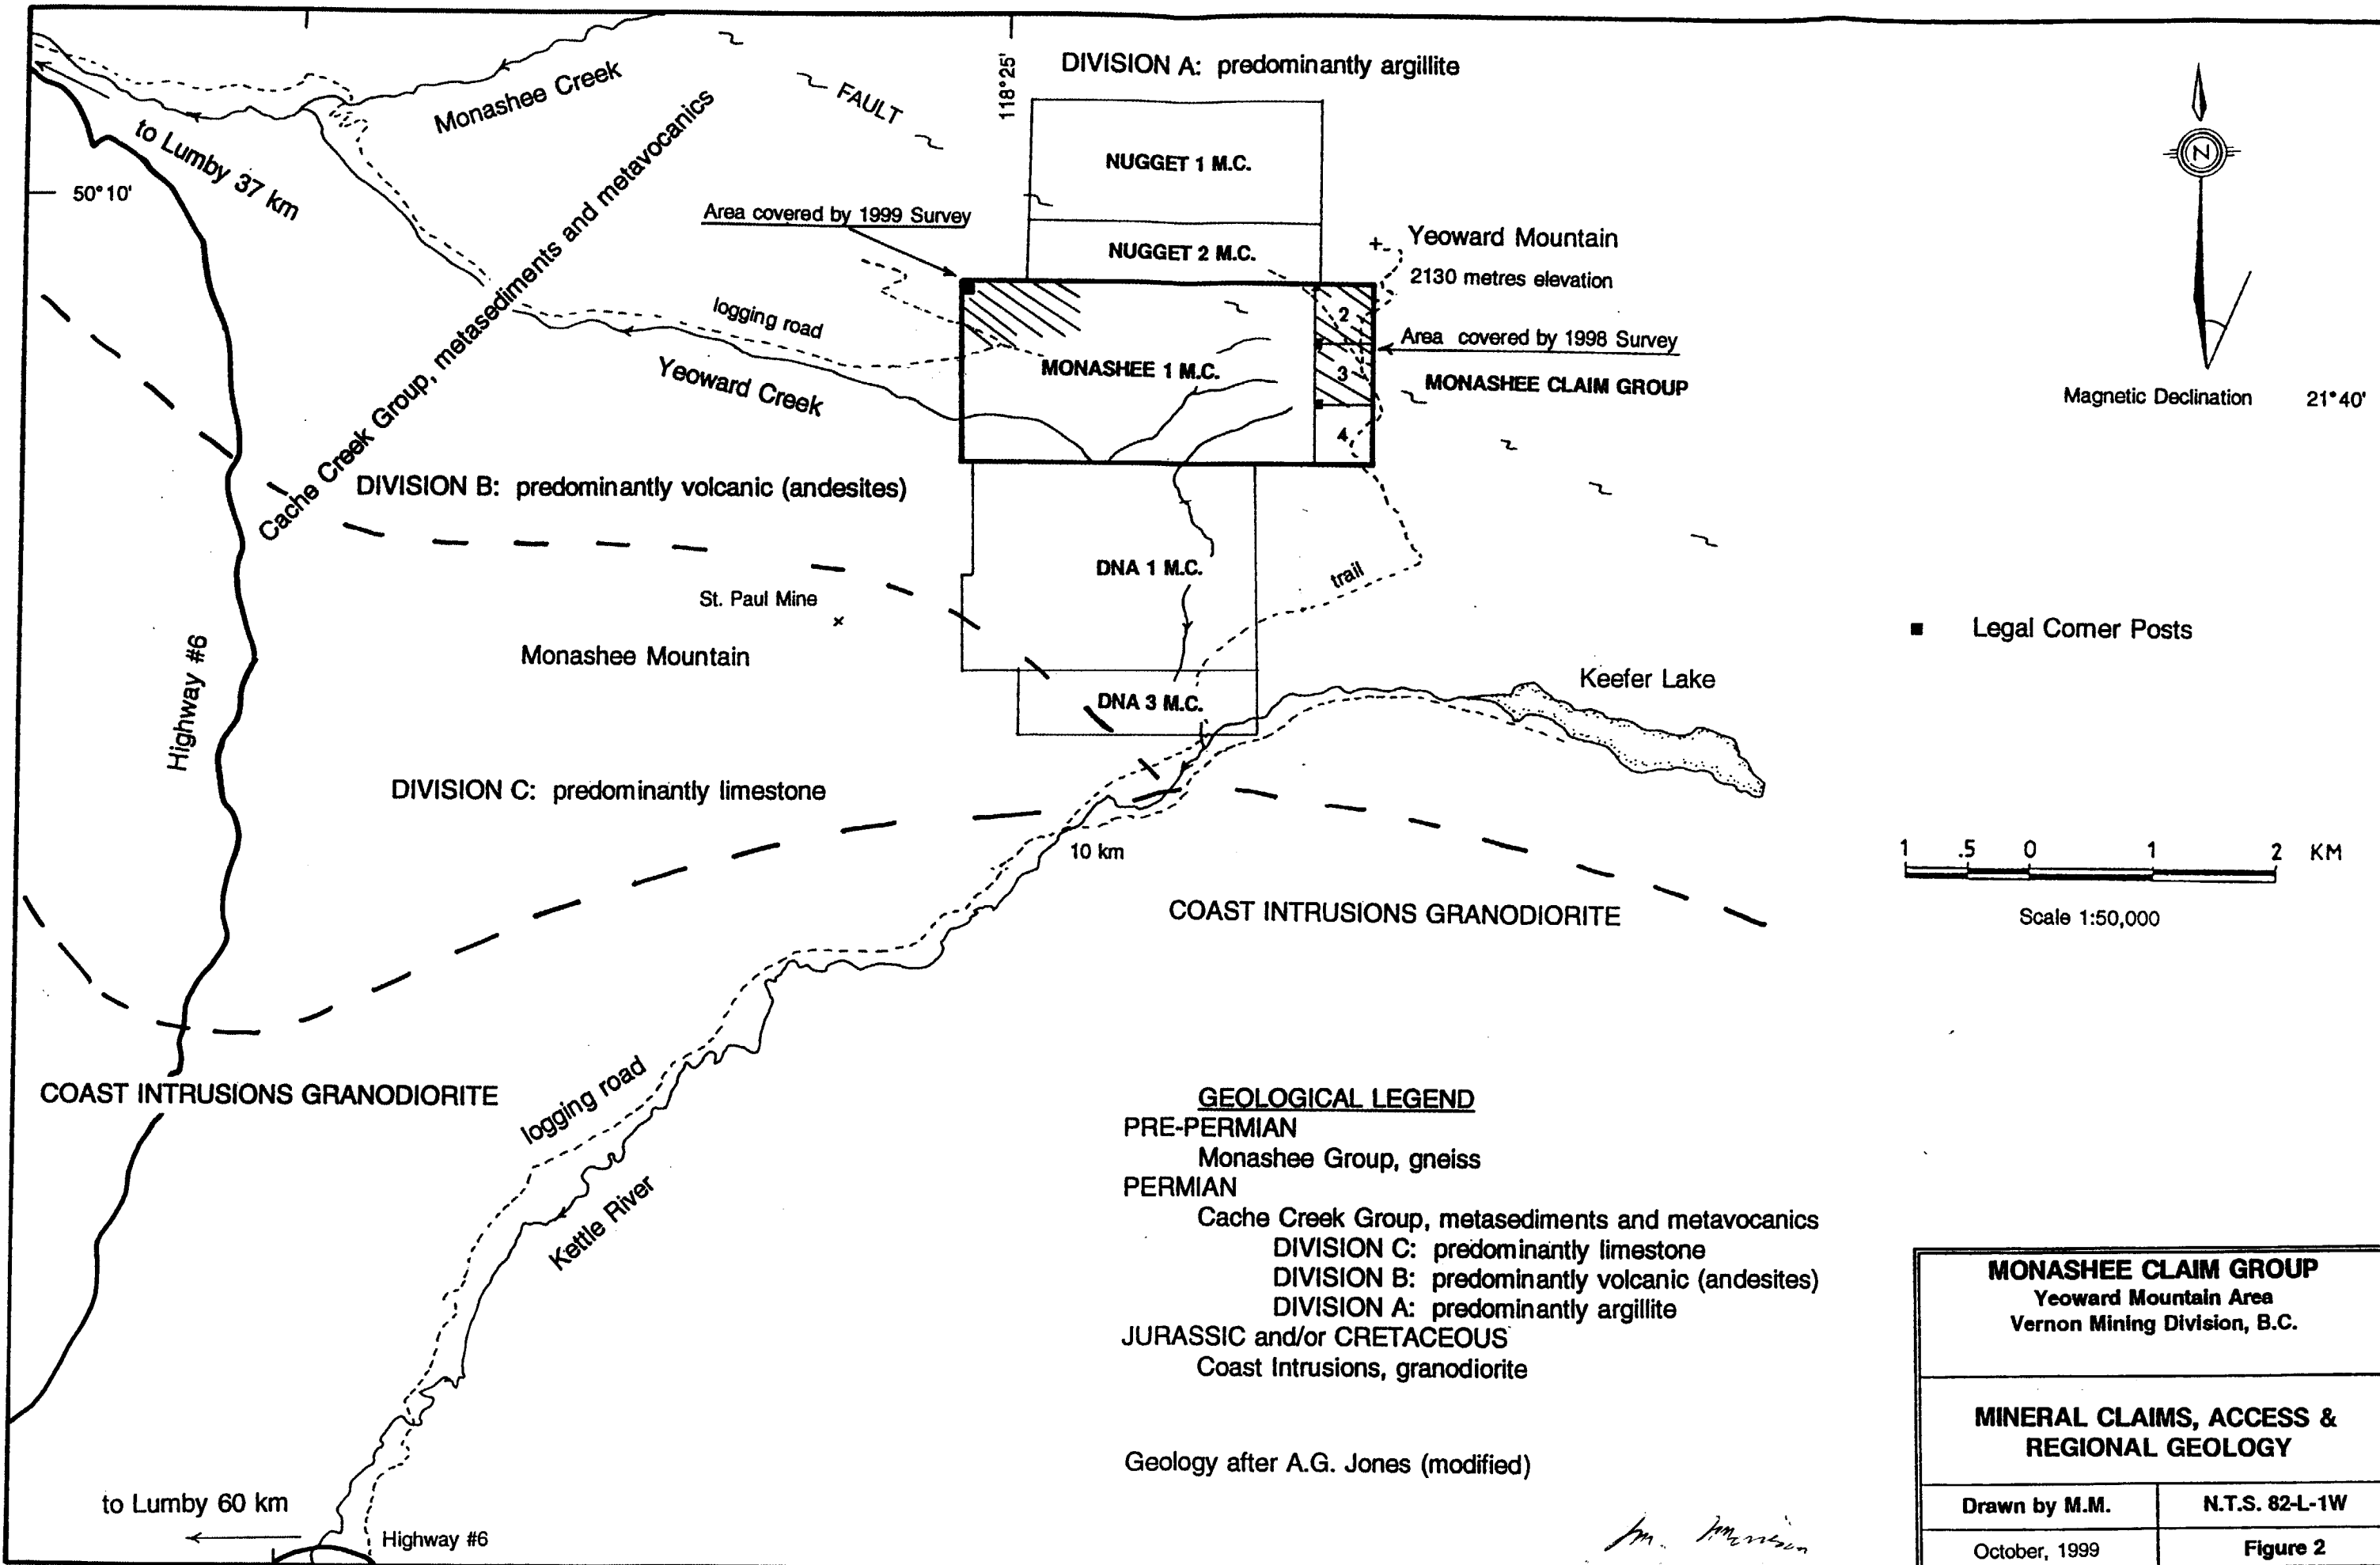 DIVISION A: predominantly argillite
118°25'
Monashee Creek
FAULT
to Lumby 37 km
50°10'
Cache Creek Group, metasediments and metavocanics
NUGGET 1 M.C.
Area covered by 1999 Survey
NUGGET 2 M.C.
Yeoward Mountain
2130 metres elevation
N
logging road
Yeoward Creek
MONASHEE 1 M.C.
2
3
4
Area covered by 1998 Survey
MONASHEE CLAIM GROUP
Magnetic Declination 21°40'
DIVISION B: predominantly volcanic (andesites)
DNA 1 M.C.
trail
St. Paul Mine
x
Monashee Mountain
Highway #6
DNA 3 M.C.
Legal Corner Posts
Keefer Lake
DIVISION C: predominantly limestone
10 km
1 .5 0 1 2 KM
Scale 1:50,000
COAST INTRUSIONS GRANODIORITE
COAST INTRUSIONS GRANODIORITE
logging road
Kettle River
GEOLOGICAL LEGEND
PRE-PERMIAN
Monashee Group, gneiss
PERMIAN
Cache Creek Group, metasediments and metavocanics
DIVISION C: predominantly limestone
DIVISION B: predominantly volcanic (andesites)
DIVISION A: predominantly argillite
JURASSIC and/or CRETACEOUS
Coast Intrusions, granodiorite
Geology after A.G. Jones (modified)
to Lumby 60 km
Highway #6
MONASHEE CLAIM GROUP
Yeoward Mountain Area
Vernon Mining Division, B.C.
MINERAL CLAIMS, ACCESS &
REGIONAL GEOLOGY
Drawn by M.M.
N.T.S. 82-L-1W
October, 1999
Figure 2